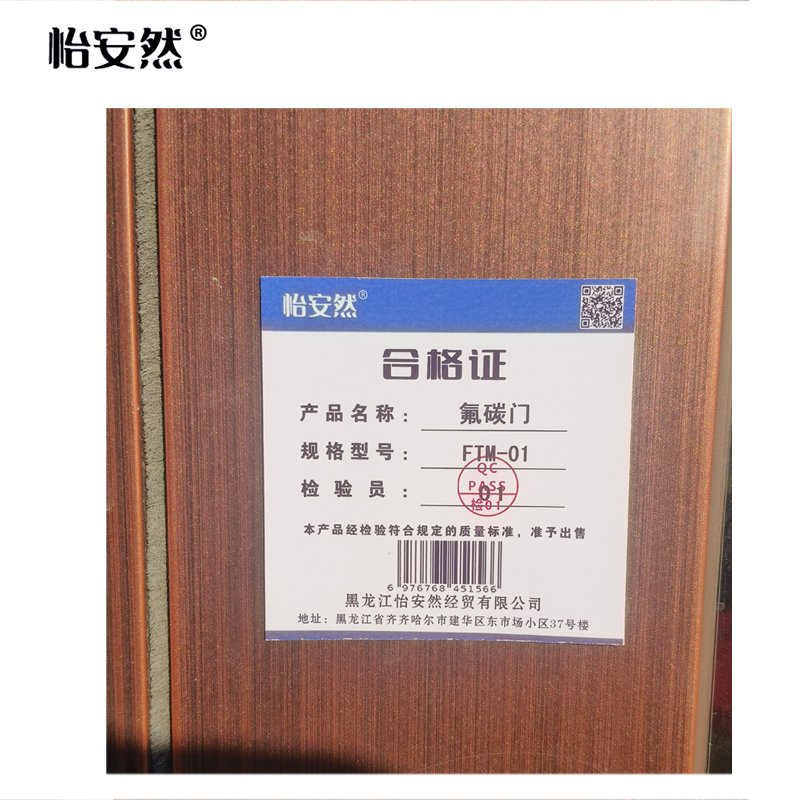 怡安然®
怡安然®
合格证
产品名称： 氟碳门
规格型号： FTM-01
检验员： 01
QC
PASS
检01
本产品经检验符合规定的质量标准，准予出售
6 976768 451566
黑龙江怡安然经贸有限公司
地址：黑龙江省齐齐哈尔市建华区东市场小区37号楼